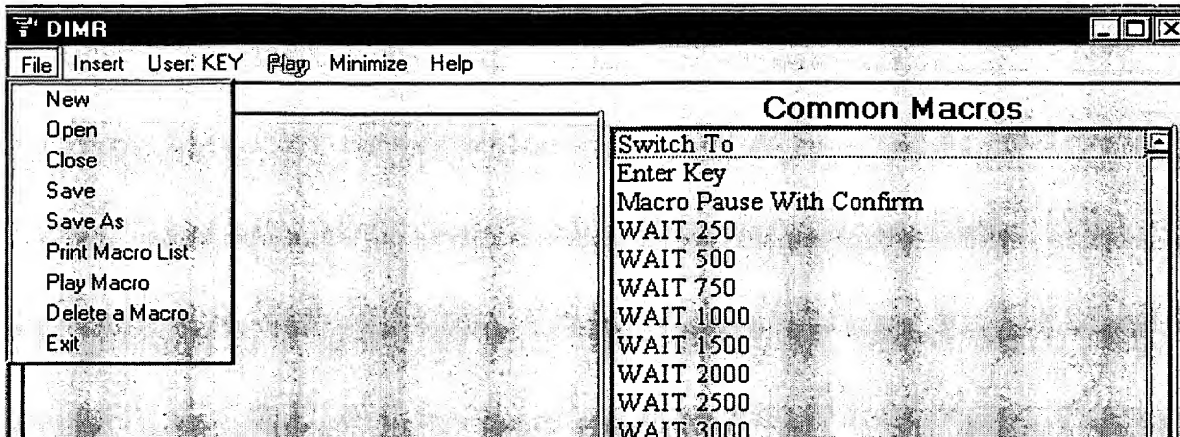 DIMR
File Insert User: KEY Play Minimize Help
New
Open
Close
Save
Save As
Print Macro List
Play Macro
Delete a Macro
Exit
Common Macros
Switch To
Enter Key
Macro Pause With Confirm
WAIT 250
WAIT 500
WAIT 750
WAIT 1000
WAIT 1500
WAIT 2000
WAIT 2500
WAIT 3000